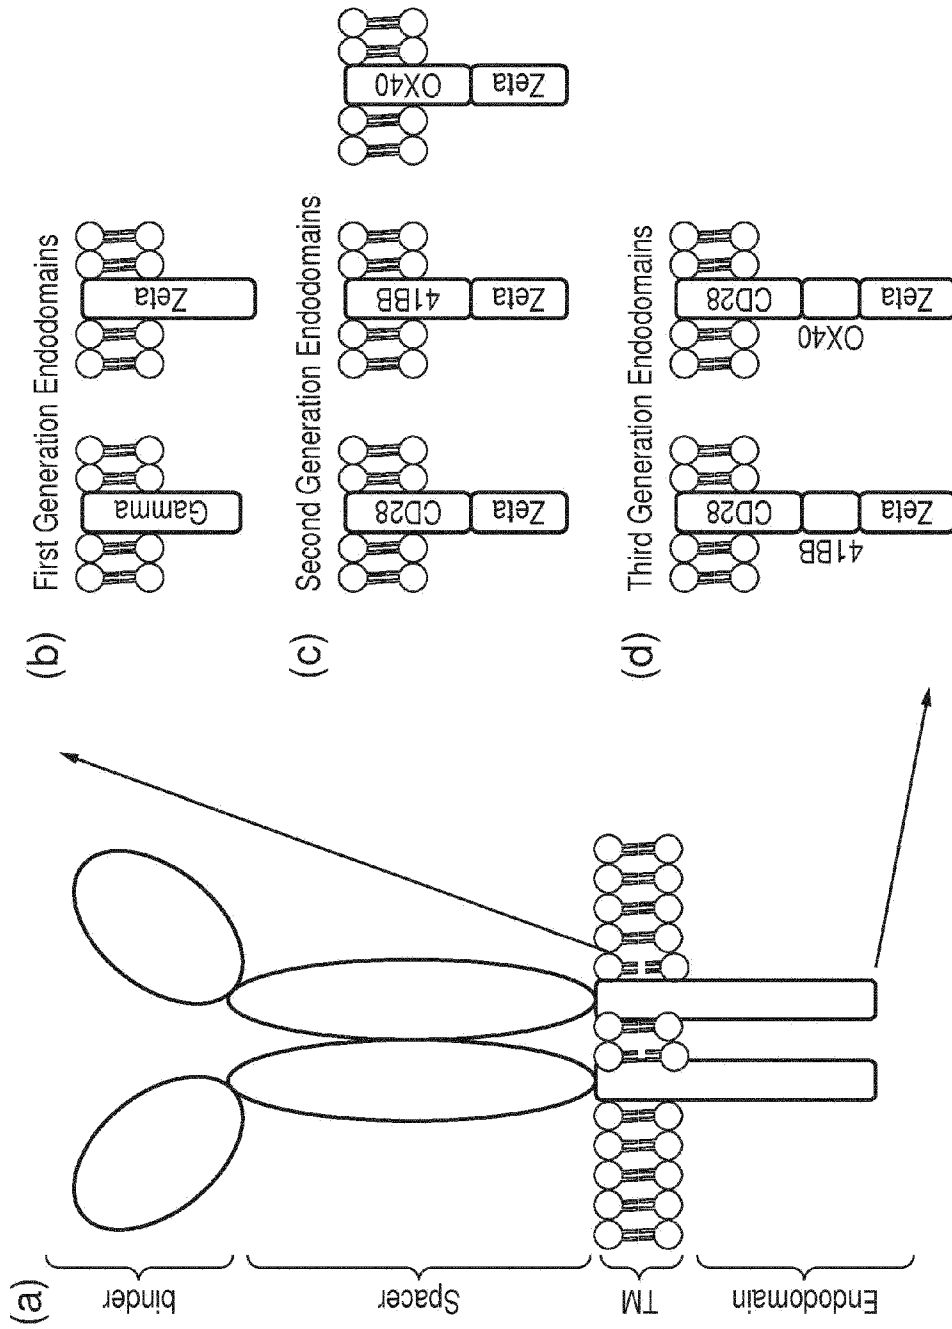 (a)
binder
Spacer
TM
Endodomain
(b)
First Generation Endodomains
Gamma
Zeta
(c)
Second Generation Endodomains
CD28
Zeta
41BB
Zeta
OX40
Zeta
(d)
Third Generation Endodomains
CD28
41BB
Zeta
CD28
OX40
Zeta